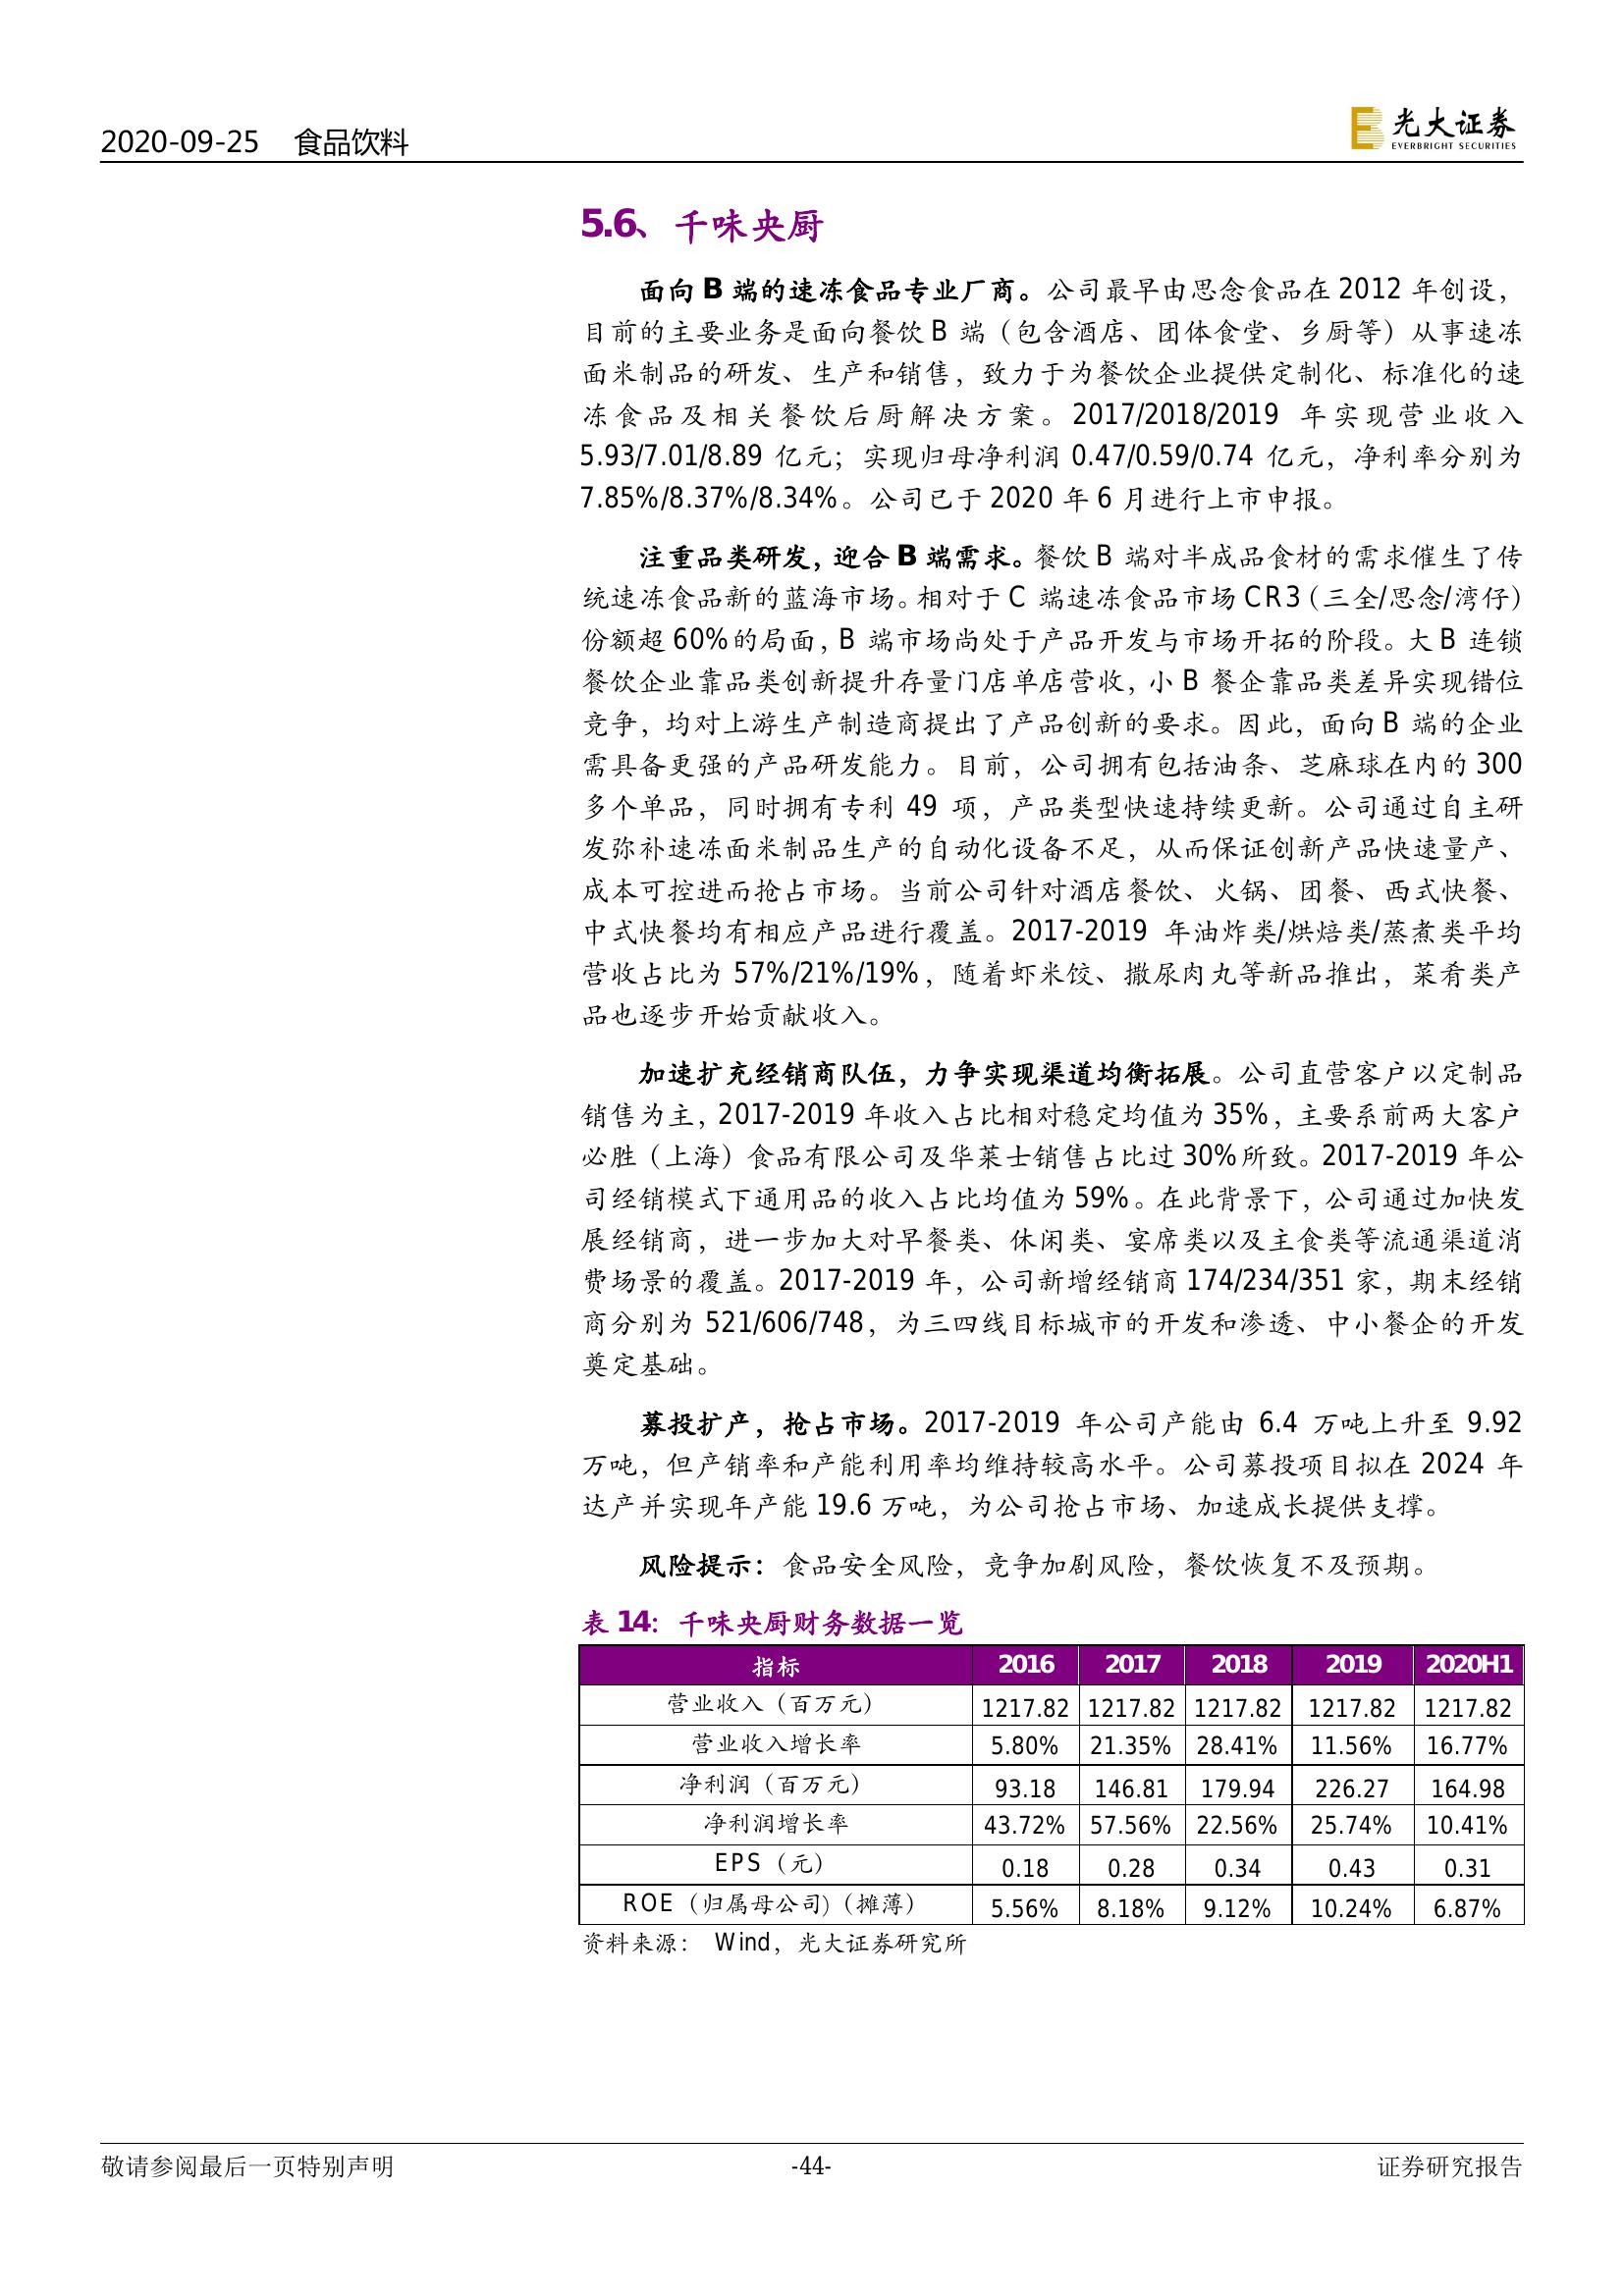 2020-09-25 食品饮料
光大证券
EVERBRIGHT SECURITIES
5.6、千味央厨
面向 B 端的速冻食品专业厂商。公司最早由思念食品在 2012 年创设，
目前的主要业务是面向餐饮 B 端（包含酒店、团体食堂、乡厨等）从事速冻
面米制品的研发、生产和销售，致力于为餐饮企业提供定制化、标准化的速
冻食品及相关餐饮后厨解决方案。2017/2018/2019 年实现营业收入
5.93/7.01/8.89 亿元；实现归母净利润 0.47/0.59/0.74 亿元，净利率分别为
7.85%/8.37%/8.34%。公司已于 2020 年 6 月进行上市申报。
注重品类研发，迎合 B 端需求。餐饮 B 端对半成品食材的需求催生了传
统速冻食品新的蓝海市场。相对于 C 端速冻食品市场 CR3（三全/思念/湾仔）
份额超 60%的局面，B 端市场尚处于产品开发与市场开拓的阶段。大 B 连锁
餐饮企业靠品类创新提升存量门店单店营收，小 B 餐企靠品类差异实现错位
竞争，均对上游生产制造商提出了产品创新的要求。因此，面向 B 端的企业
需具备更强的产品研发能力。目前，公司拥有包括油条、芝麻球在内的 300
多个单品，同时拥有专利 49 项，产品类型快速持续更新。公司通过自主研
发弥补速冻面米制品生产的自动化设备不足，从而保证创新产品快速量产、
成本可控进而抢占市场。当前公司针对酒店餐饮、火锅、团餐、西式快餐、
中式快餐均有相应产品进行覆盖。2017-2019 年油炸类/烘焙类/蒸煮类平均
营收占比为 57%/21%/19%，随着虾米饺、撒尿肉丸等新品推出，菜肴类产
品也逐步开始贡献收入。
加速扩充经销商队伍，力争实现渠道均衡拓展。公司直营客户以定制品
销售为主，2017-2019 年收入占比相对稳定均值为 35%，主要系前两大客户
必胜（上海）食品有限公司及华莱士销售占比过 30%所致。2017-2019 年公
司经销模式下通用品的收入占比均值为 59%。在此背景下，公司通过加快发
展经销商，进一步加大对早餐类、休闲类、宴席类以及主食类等流通渠道消
费场景的覆盖。2017-2019 年，公司新增经销商 174/234/351 家，期末经销
商分别为 521/606/748，为三四线目标城市的开发和渗透、中小餐企的开发
奠定基础。
募投扩产，抢占市场。2017-2019 年公司产能由 6.4 万吨上升至 9.92
万吨，但产销率和产能利用率均维持较高水平。公司募投项目拟在 2024 年
达产并实现年产能 19.6 万吨，为公司抢占市场、加速成长提供支撑。
风险提示：食品安全风险，竞争加剧风险，餐饮恢复不及预期。
表 14：千味央厨财务数据一览
指标 2016 2017 2018 2019 2020H1
营业收入（百万元） 1217.82 1217.82 1217.82 1217.82 1217.82
营业收入增长率 5.80% 21.35% 28.41% 11.56% 16.77%
净利润（百万元） 93.18 146.81 179.94 226.27 164.98
净利润增长率 43.72% 57.56% 22.56% 25.74% 10.41%
EPS（元） 0.18 0.28 0.34 0.43 0.31
ROE（归属母公司)（摊薄） 5.56% 8.18% 9.12% 10.24% 6.87%
资料来源： Wind，光大证券研究所
敬请参阅最后一页特别声明 -44- 证券研究报告